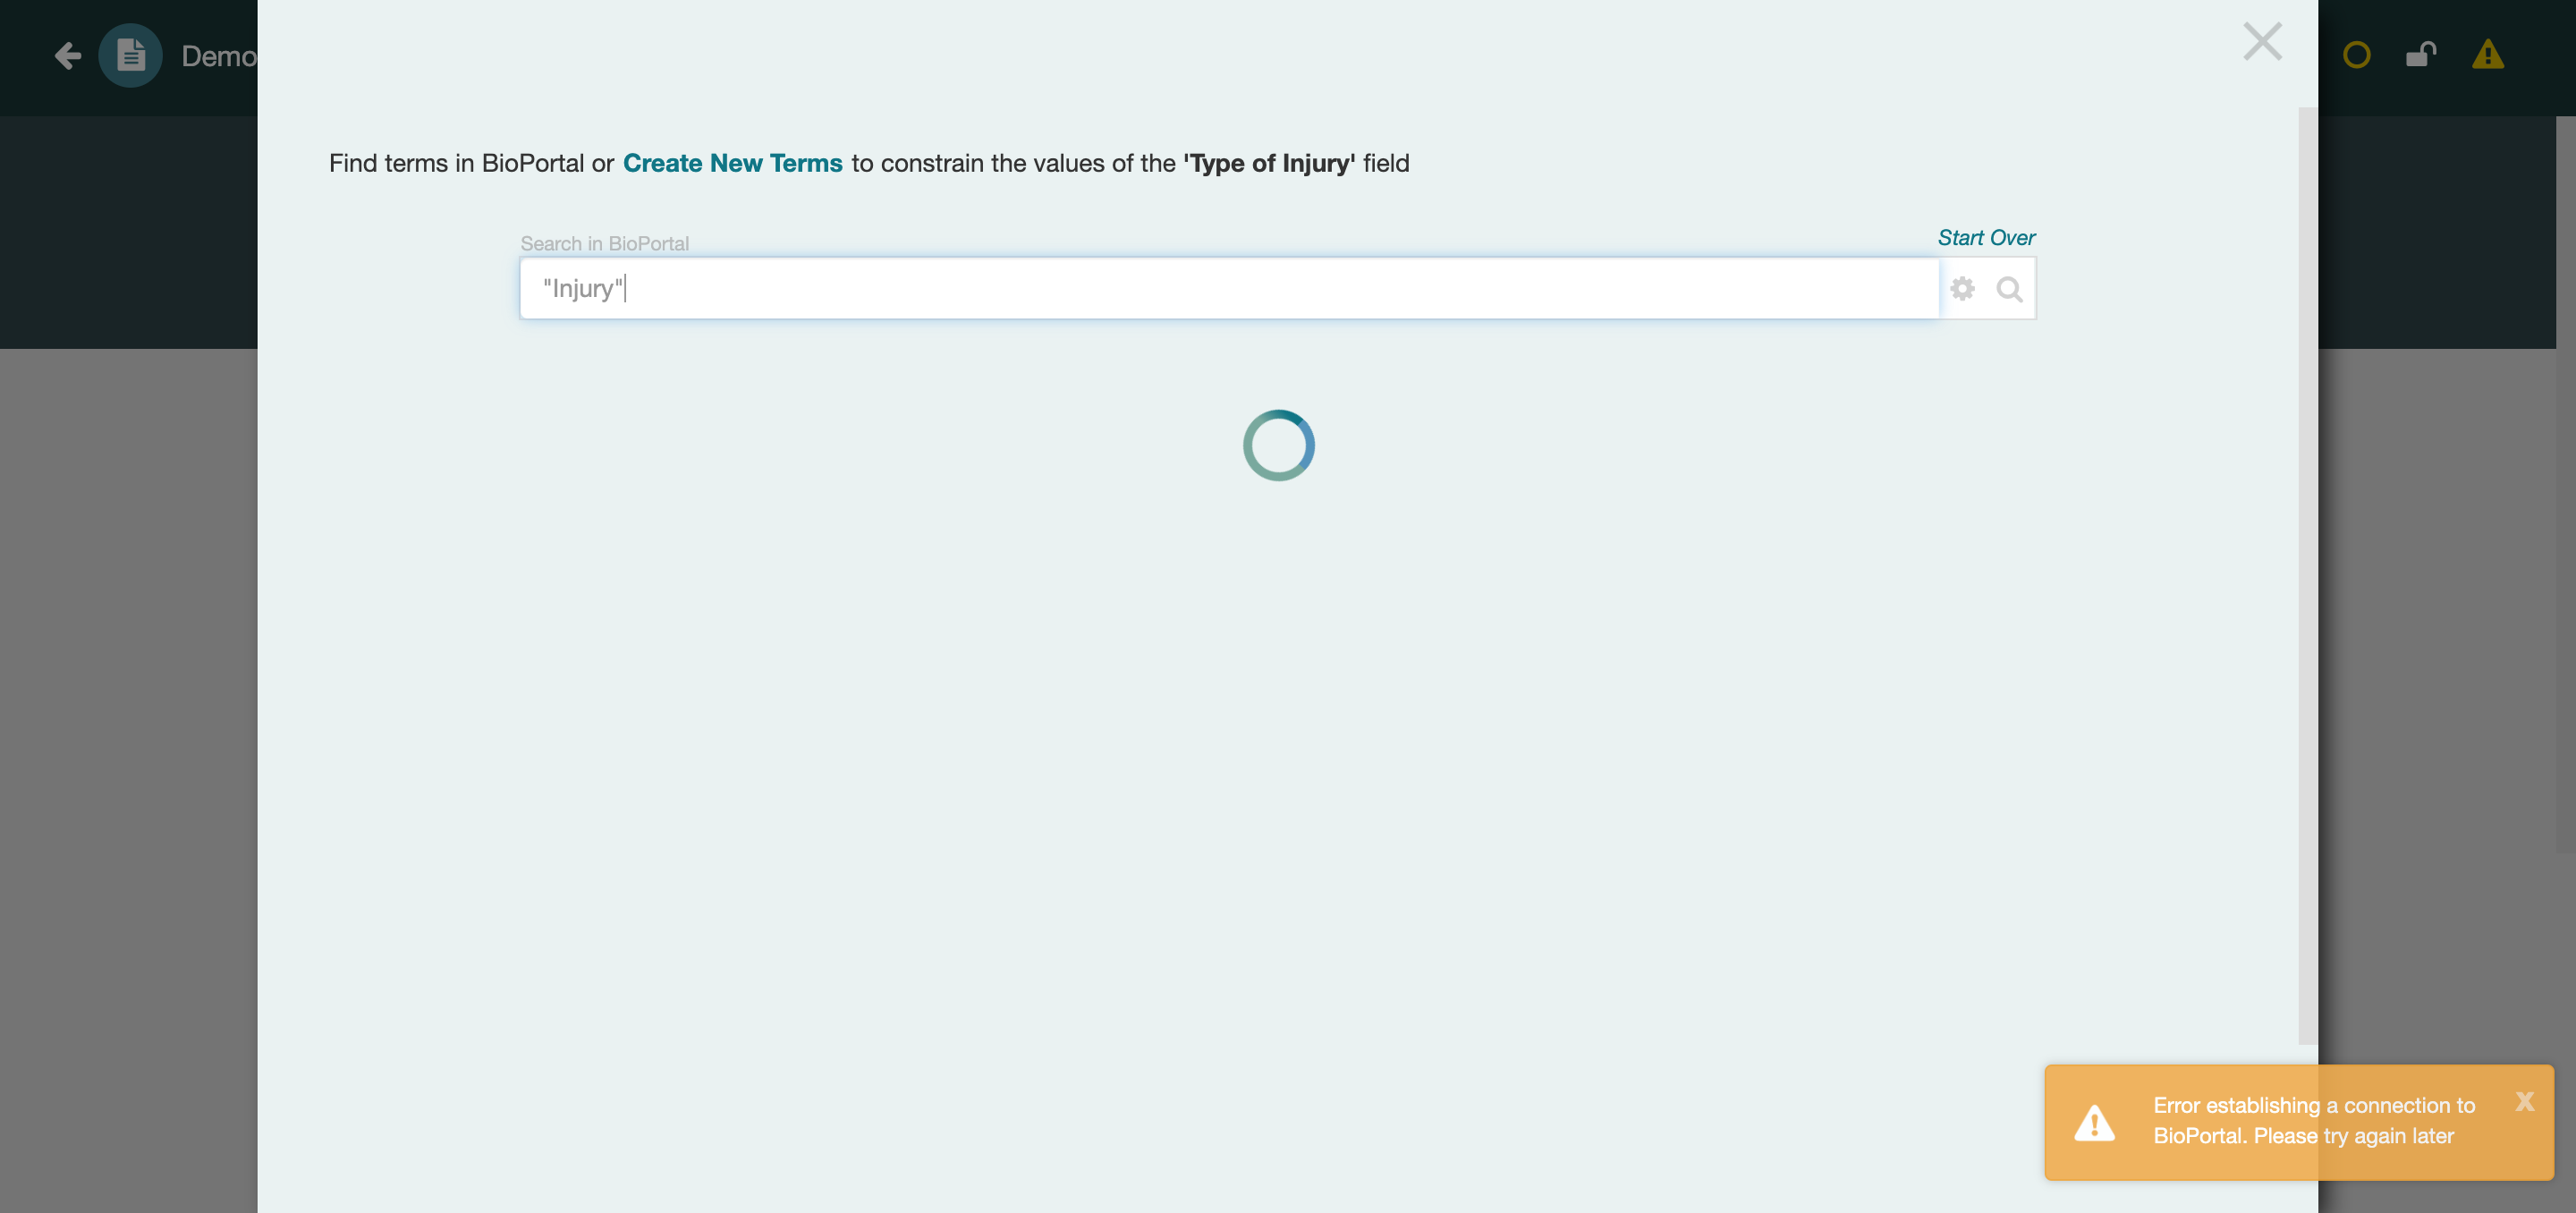 Demo
Find terms in BioPortal or Create New Terms to constrain the values of the 'Type of Injury' field
Search in BioPortal
Start Over
"Injury"
Error establishing a connection to
BioPortal. Please try again later
X